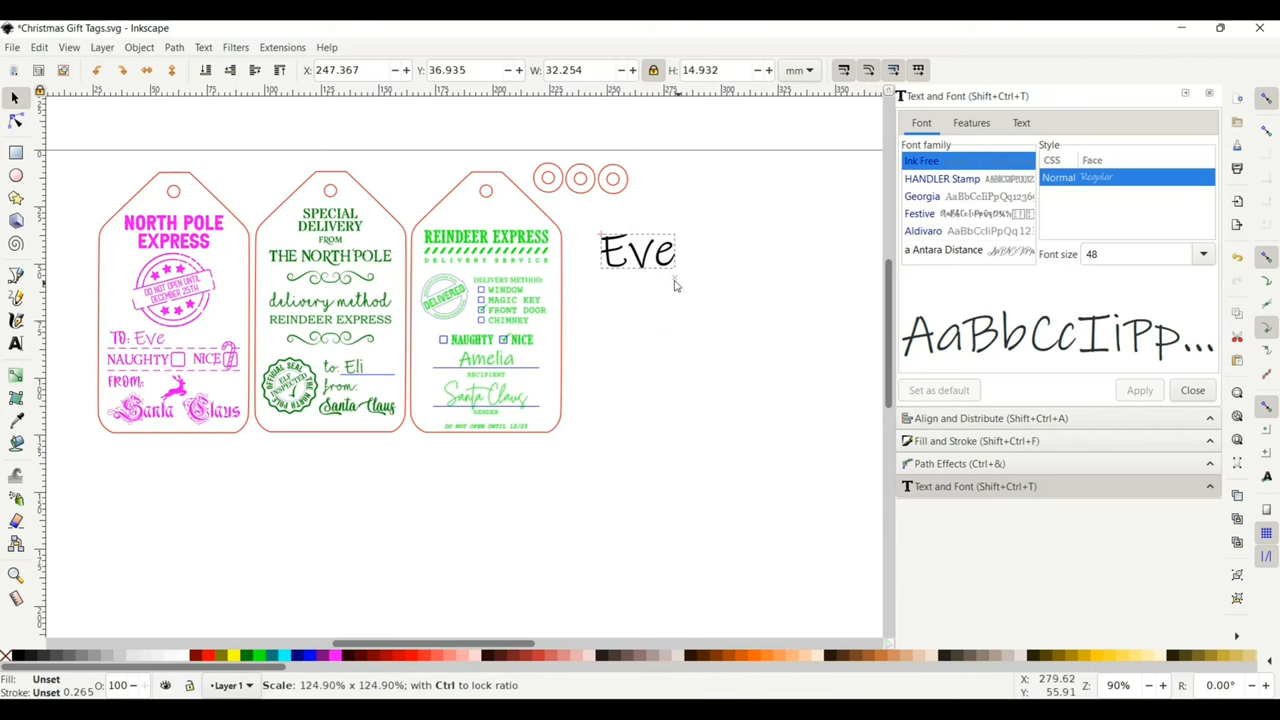 *Christmas Gift Tags.svg - Inkscape
File Edit View Layer Object Path Text Filters Extensions Help
X: 247.367 − + Y: 36.935 − + W: 32.254 − + H: 14.932 − + mm
Text and Font (Shift+Ctrl+T)
Font Features Text
Font family
Style
CSS Face
Ink Free
Normal Regular
HANDLER Stamp
Georgia AaBbCcIiPpQq1236
Festive
Aldivaro
a Antara Distance
Font size 48
AaBbCcIiPp...
Set as default Apply Close
Align and Distribute (Shift+Ctrl+A)
Fill and Stroke (Shift+Ctrl+F)
Path Effects (Ctrl+&)
Text and Font (Shift+Ctrl+T)
NORTH POLE
EXPRESS
DO NOT OPEN UNTIL
DECEMBER 25TH
TO: Eve
NAUGHTY NICE
FROM:
Santa Claus
SPECIAL
DELIVERY
FROM
THE NORTH POLE
delivery method
REINDEER EXPRESS
OFFICIAL SEAL
ELF
INSPECTED
THE NORTH POLE
to: Eli
from:
Santa Claus
REINDEER EXPRESS
DELIVERY SERVICE
DELIVERED
DELIVERY METHOD:
WINDOW
MAGIC KEY
FRONT DOOR
CHIMNEY
NAUGHTY NICE
Amelia
RECIPIENT
Santa Claus
SENDER
DO NOT OPEN UNTIL 12/25
Eve
Fill: Unset
Stroke: Unset 0.265
O: 100 − +
•Layer 1
Scale: 124.90% x 124.90%; with Ctrl to lock ratio
X: 279.62
Y: 55.91
Z: 90% − +
R: 0.00° − +